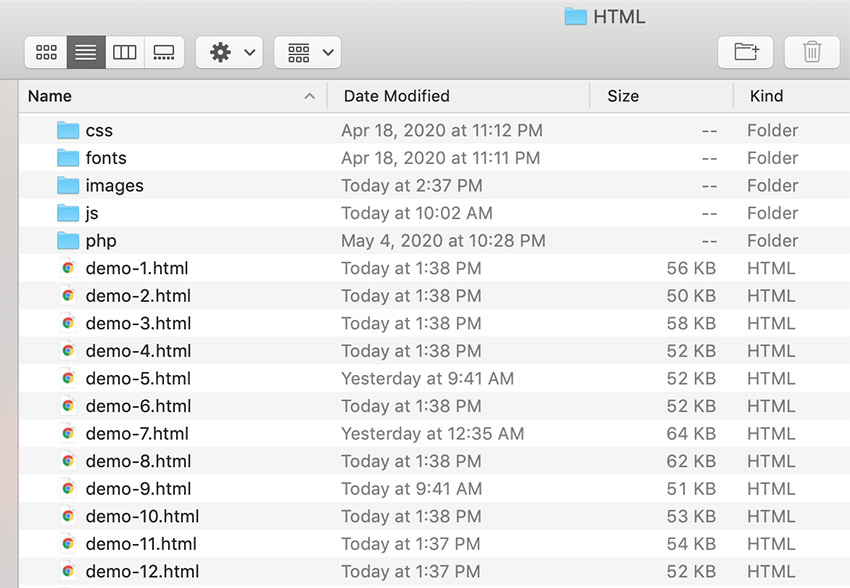 HTML
Name Date Modified Size Kind
css Apr 18, 2020 at 11:12 PM -- Folder
fonts Apr 18, 2020 at 11:11 PM -- Folder
images Today at 2:37 PM -- Folder
js Today at 10:02 AM -- Folder
php May 4, 2020 at 10:28 PM -- Folder
demo-1.html Today at 1:38 PM 56 KB HTML
demo-2.html Today at 1:38 PM 50 KB HTML
demo-3.html Today at 1:38 PM 58 KB HTML
demo-4.html Today at 1:38 PM 52 KB HTML
demo-5.html Yesterday at 9:41 AM 52 KB HTML
demo-6.html Today at 1:38 PM 52 KB HTML
demo-7.html Yesterday at 12:35 AM 64 KB HTML
demo-8.html Today at 1:38 PM 62 KB HTML
demo-9.html Today at 9:41 AM 51 KB HTML
demo-10.html Today at 1:38 PM 53 KB HTML
demo-11.html Today at 1:37 PM 54 KB HTML
demo-12.html Today at 1:37 PM 52 KB HTML